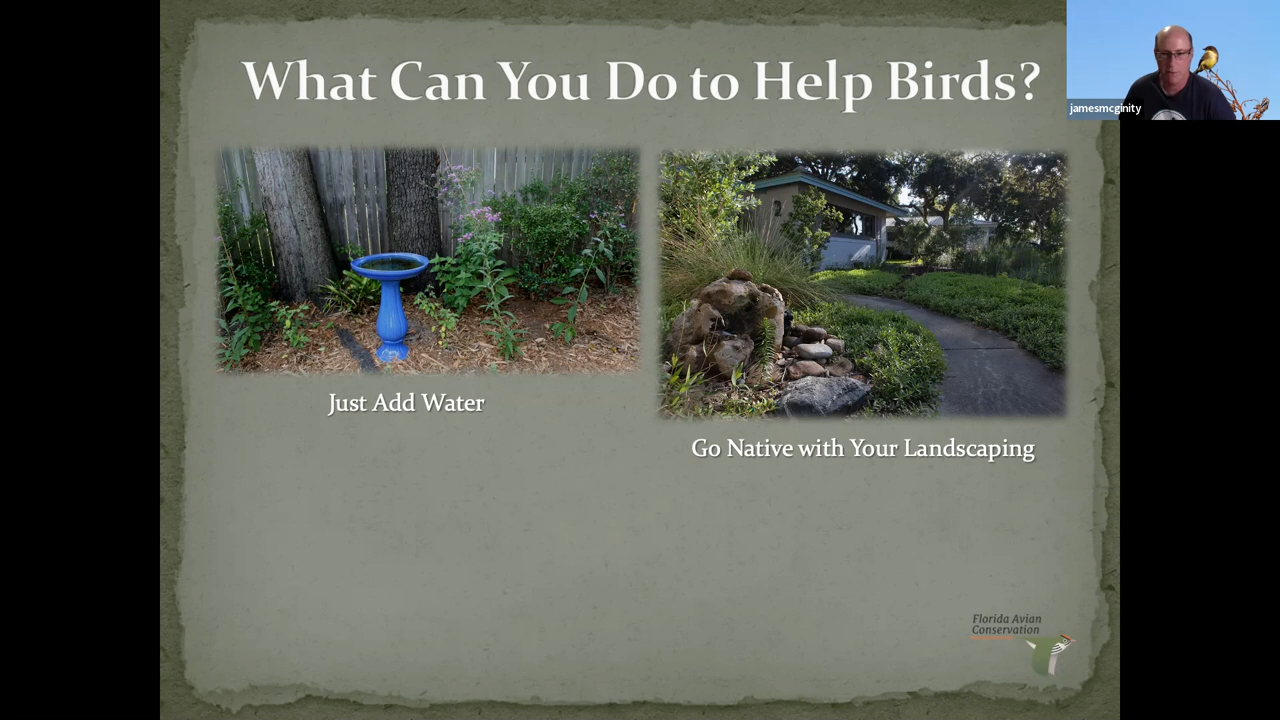 What Can You Do to Help Birds?
jamesmcginity
Just Add Water
Go Native with Your Landscaping
Florida Avian
Conservation